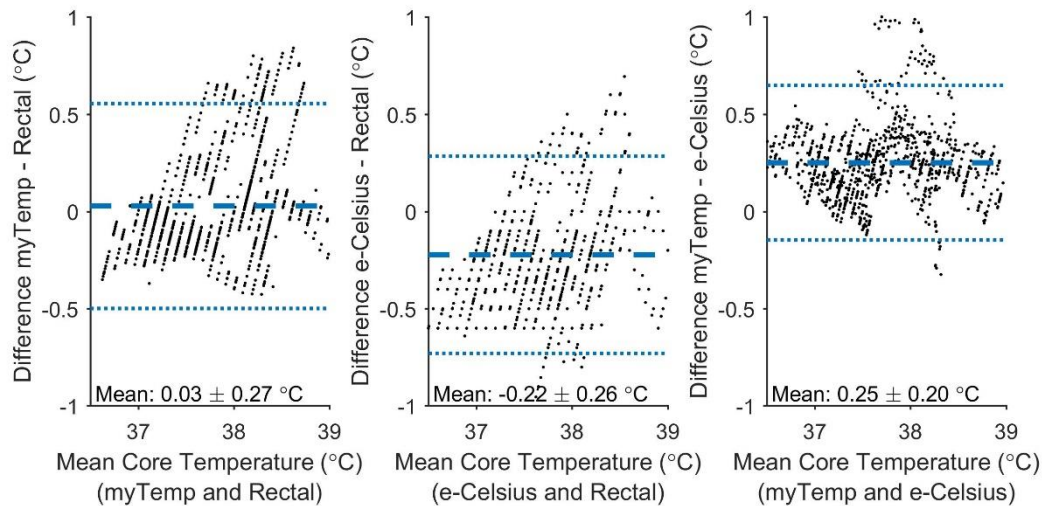 Difference myTemp - Rectal (°C)
1
0.5
0
-0.5
-1
Mean: 0.03 ± 0.27 °C
37
38
39
Mean Core Temperature (°C)
(myTemp and Rectal)
Difference e-Celsius - Rectal (°C)
1
0.5
0
-0.5
-1
Mean: -0.22 ± 0.26 °C
37
38
39
Mean Core Temperature (°C)
(e-Celsius and Rectal)
Difference myTemp - e-Celsius (°C)
1
0.5
0
-0.5
-1
Mean: 0.25 ± 0.20 °C
37
38
39
Mean Core Temperature (°C)
(myTemp and e-Celsius)